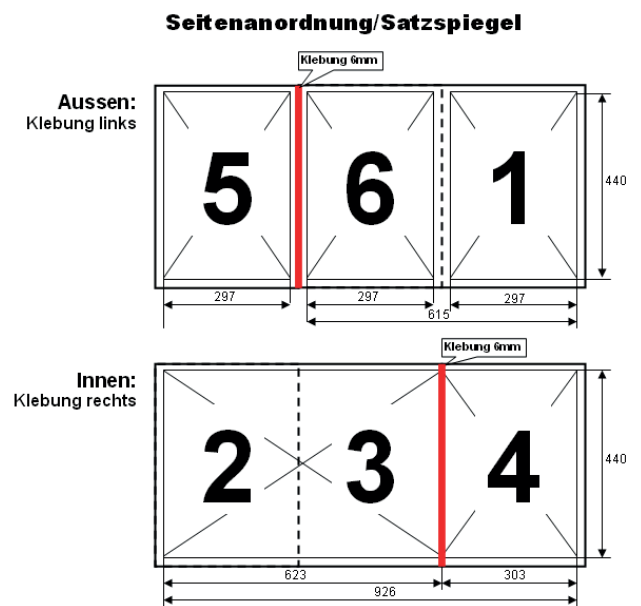 Seitenanordnung/Satzspiegel
Klebung 6mm
Aussen:
Klebung links
5
6
1
440
297
297
297
615
Klebung 6mm
Innen:
Klebung rechts
2
3
4
440
623
303
926